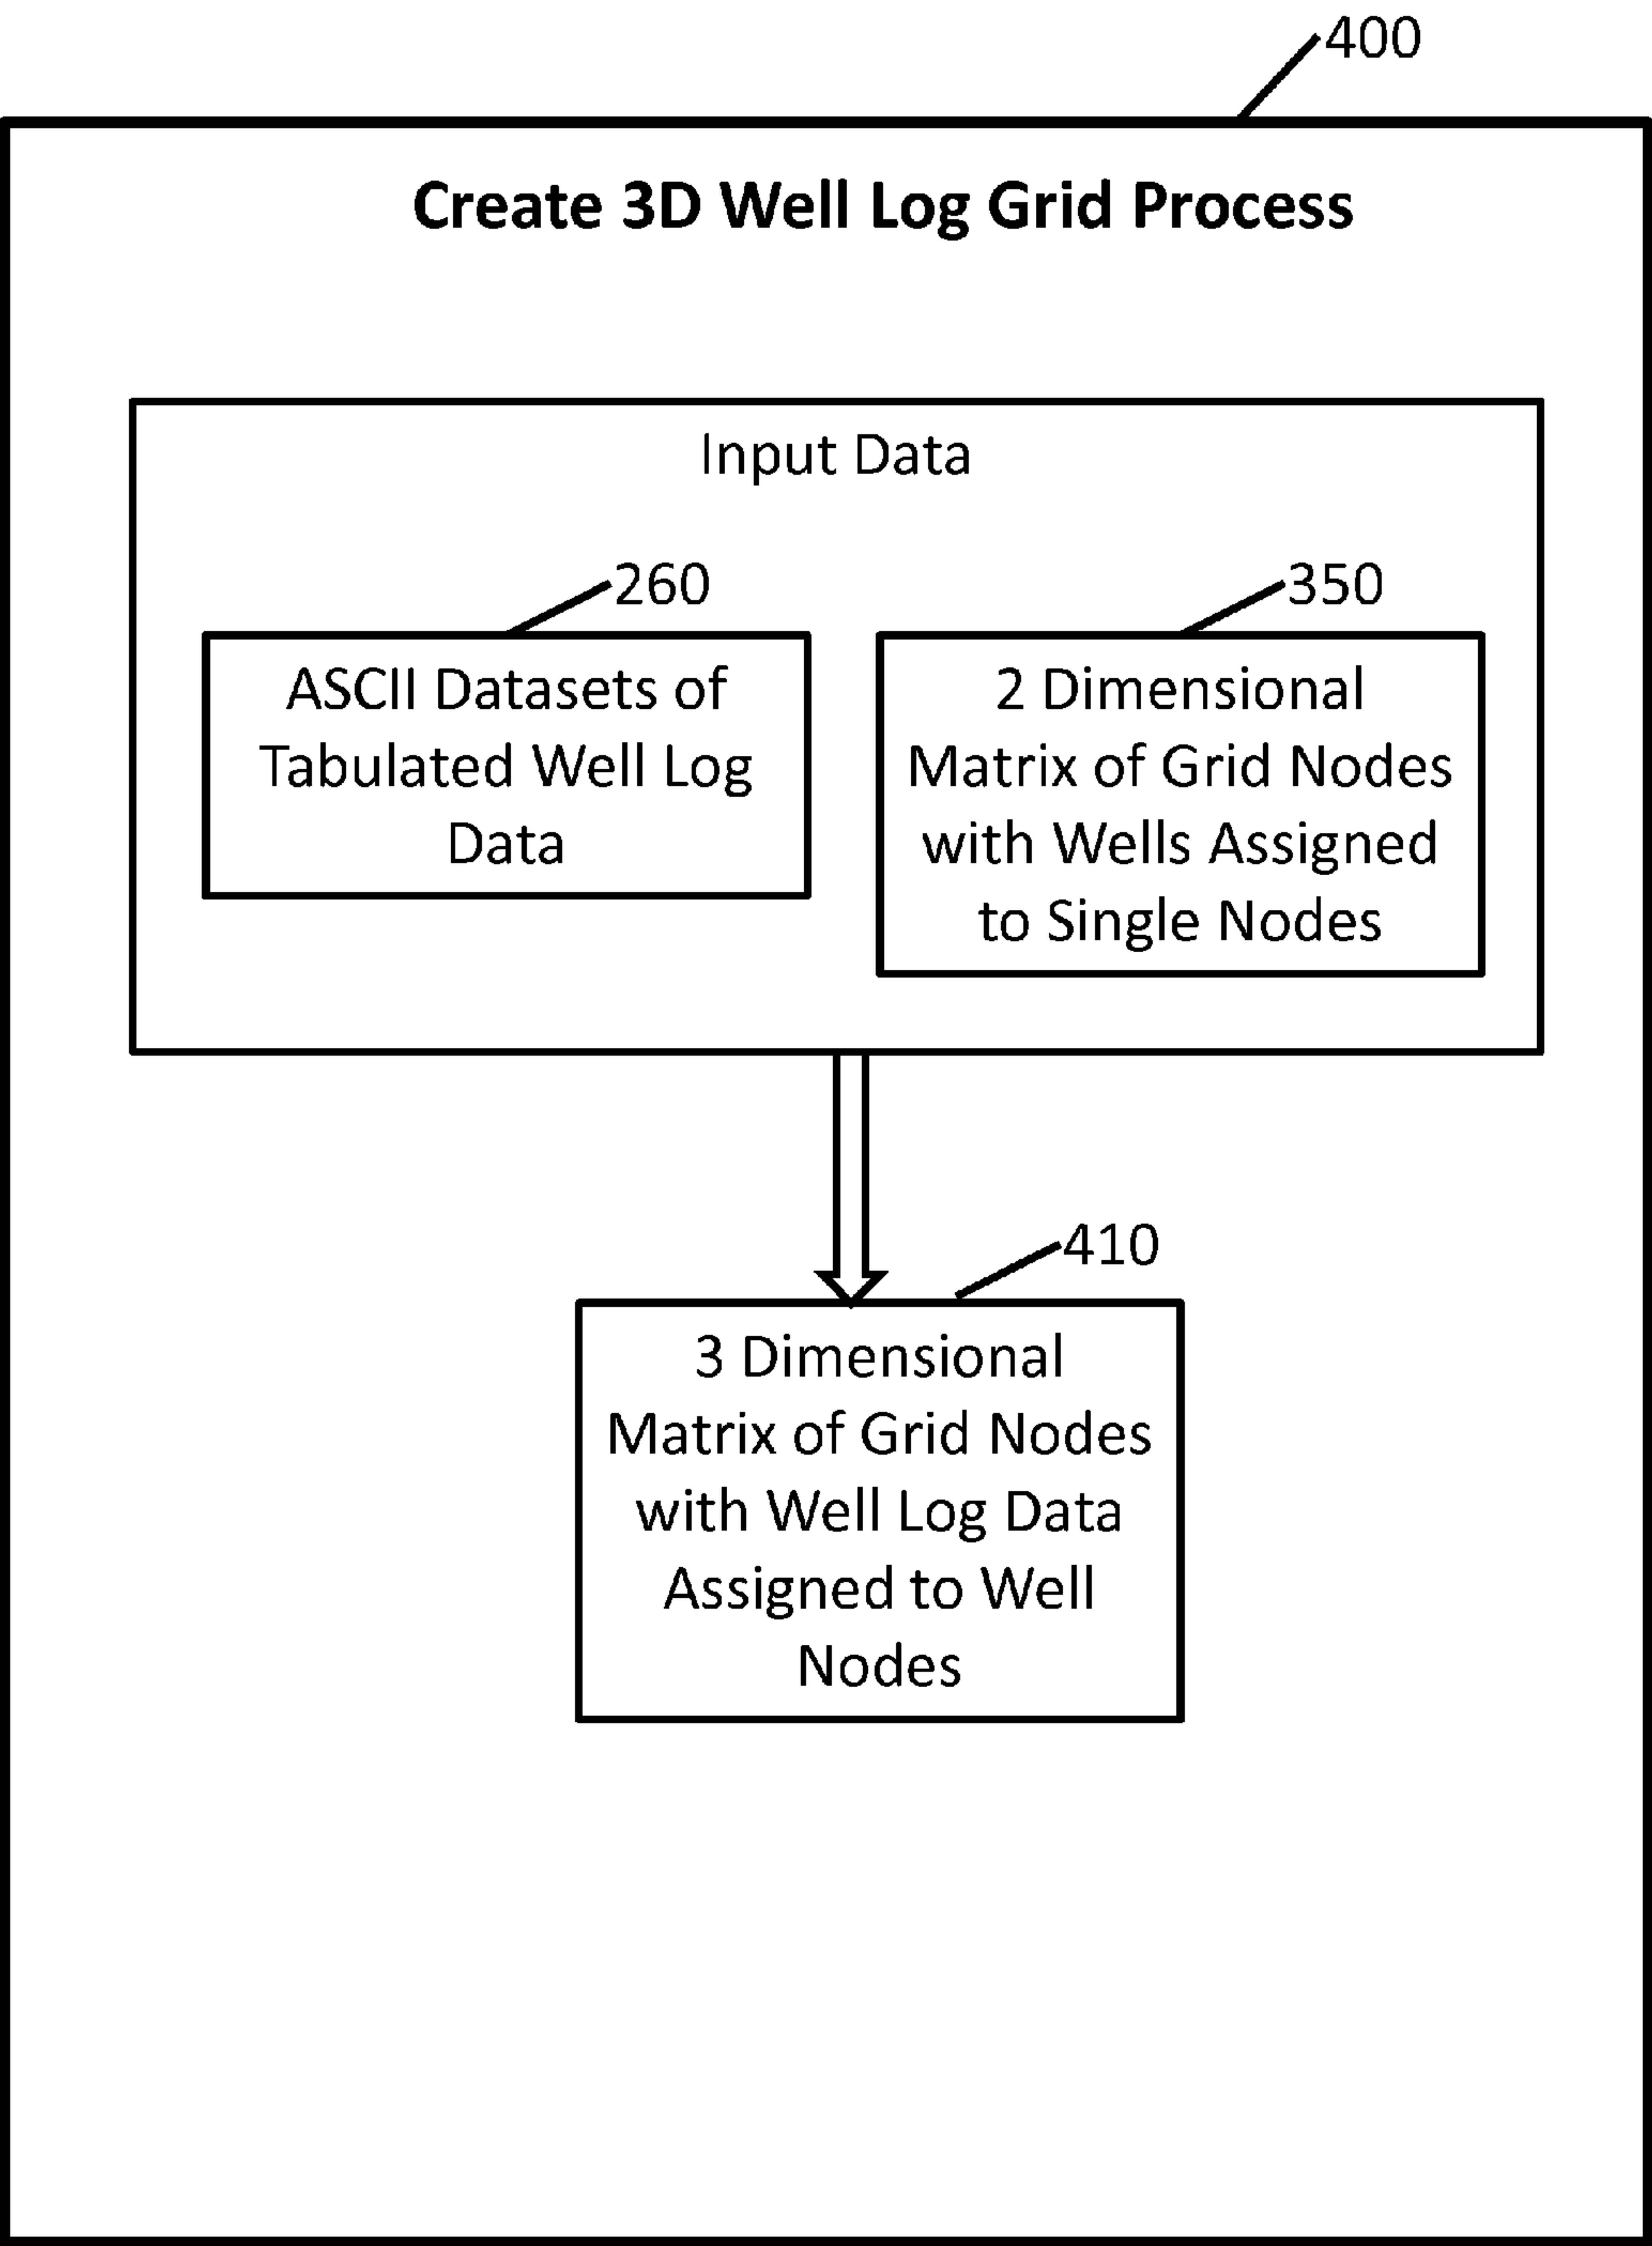 400
Create 3D Well Log Grid Process
Input Data
260
ASCII Datasets of
Tabulated Well Log
Data
350
2 Dimensional
Matrix of Grid Nodes
with Wells Assigned
to Single Nodes
410
3 Dimensional
Matrix of Grid Nodes
with Well Log Data
Assigned to Well
Nodes